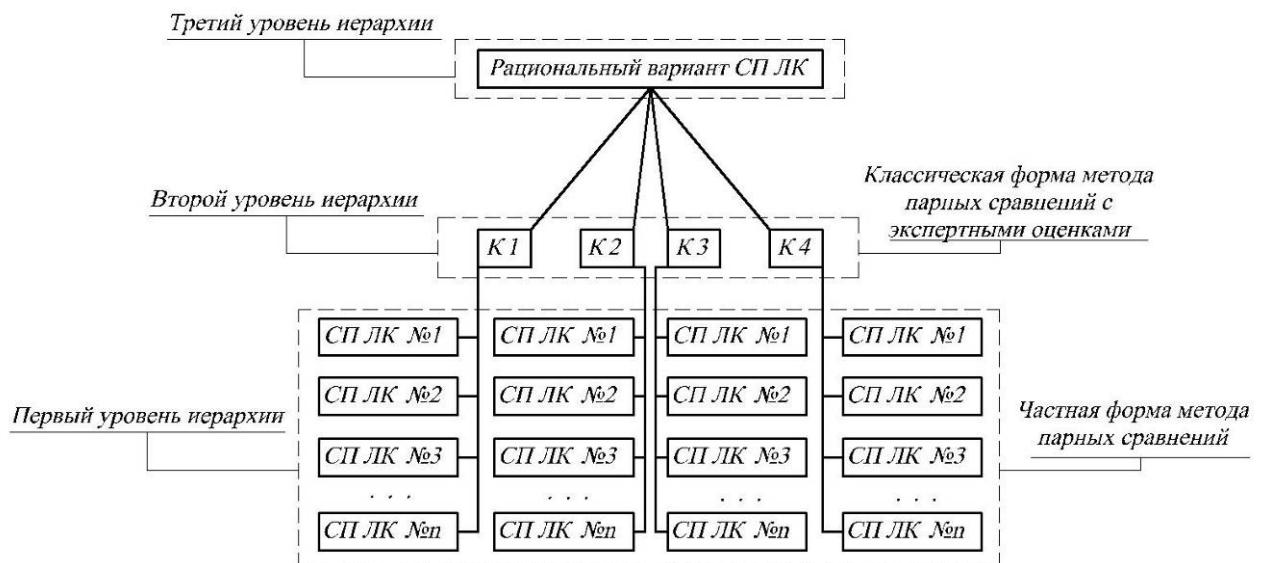 Третий уровень иерархии
Рациональный вариант СП ЛК
Второй уровень иерархии
Классическая форма метода
парных сравнений с
экспертными оценками
К 1 К 2 К 3 К 4
СП ЛК №1 СП ЛК №1 СП ЛК №1 СП ЛК №1
СП ЛК №2 СП ЛК №2 СП ЛК №2 СП ЛК №2
Первый уровень иерархии
Частная форма метода
парных сравнений
СП ЛК №3 СП ЛК №3 СП ЛК №3 СП ЛК №3
. . . . . . . . . . . .
СП ЛК №n СП ЛК №n СП ЛК №n СП ЛК №n